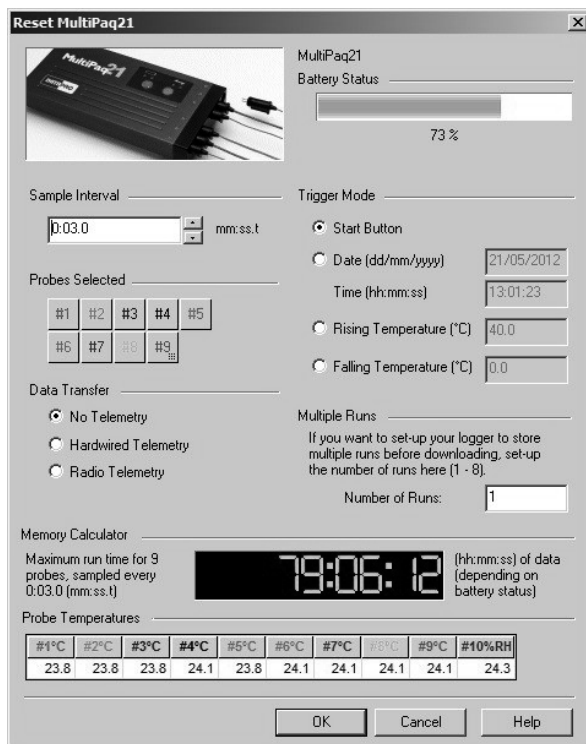 Reset MultiPaq21
MultiPaq21
MultiPaq21
Battery Status
73 %
Sample Interval
0:03.0 mm:ss.t
Probes Selected
#1 #2 #3 #4 #5
#6 #7 #8 #9
Data Transfer
No Telemetry
Hardwired Telemetry
Radio Telemetry
Trigger Mode
Start Button
Date (dd/mm/yyyy) 21/05/2012
Time (hh:mm:ss) 13:01:23
Rising Temperature (°C) 40.0
Falling Temperature (°C) 0.0
Multiple Runs
If you want to set-up your logger to store
multiple runs before downloading, set-up
the number of runs here (1 - 8).
Number of Runs: 1
Memory Calculator
Maximum run time for 9
probes, sampled every
0:03.0 (mm:ss.t)
79:06:12
(hh:mm:ss) of data
(depending on
battery status)
Probe Temperatures
#1°C #2°C #3°C #4°C #5°C #6°C #7°C #8°C #9°C #10%RH
23.8 23.8 23.8 24.1 23.8 24.1 24.1 24.1 24.1 24.3
OK Cancel Help